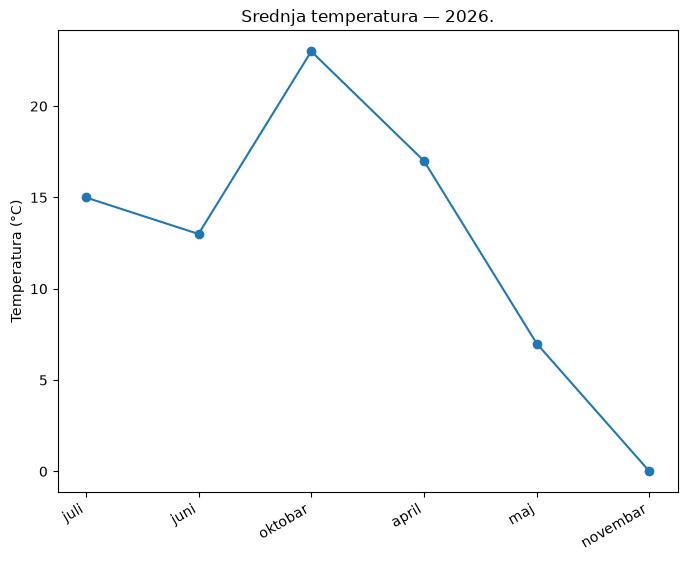 Srednja temperatura — 2026.
Temperatura (°C)
20
15
10
5
0
juli
juni
oktobar
april
maj
novembar